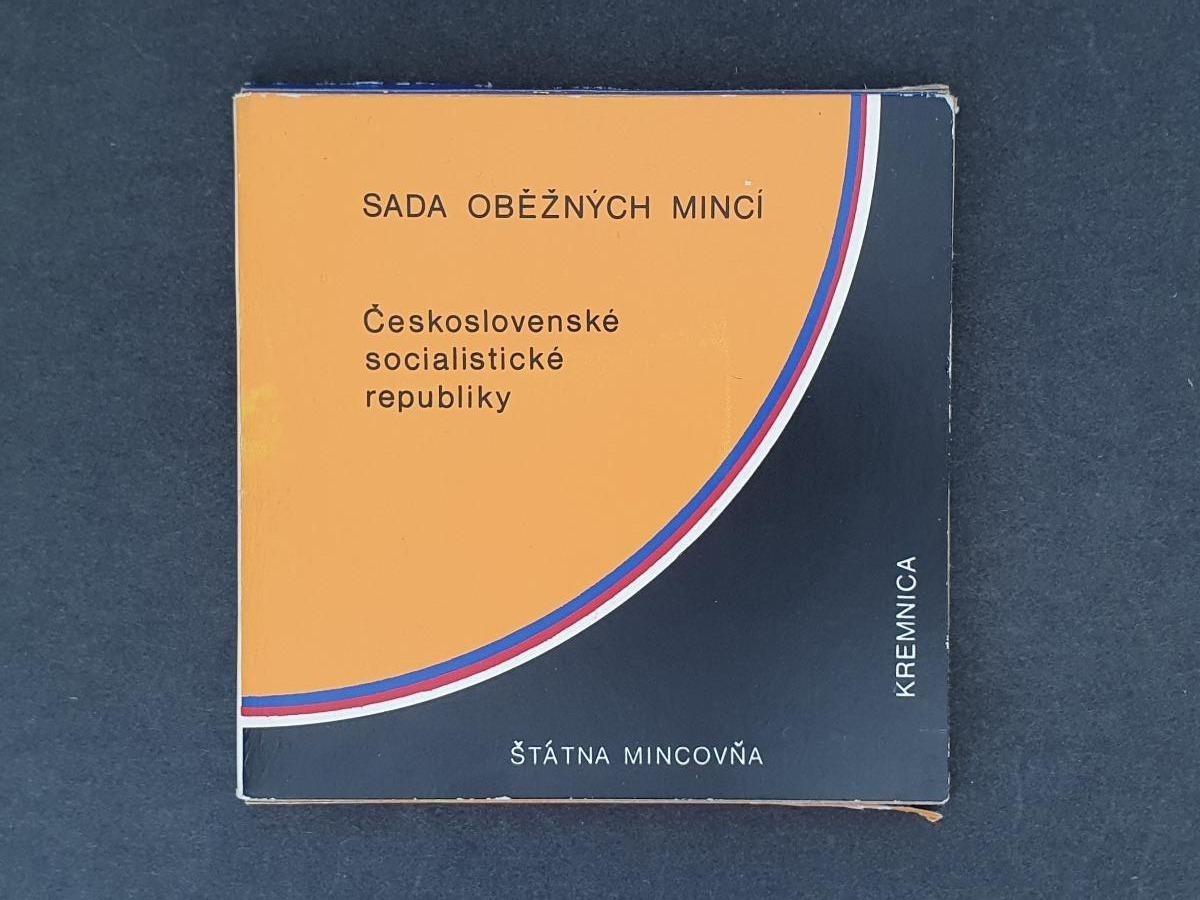 SADA OBĚŽNÝCH MINCÍ
Československé
socialistické
republiky
KREMNICA
ŠTÁTNA MINCOVŇA